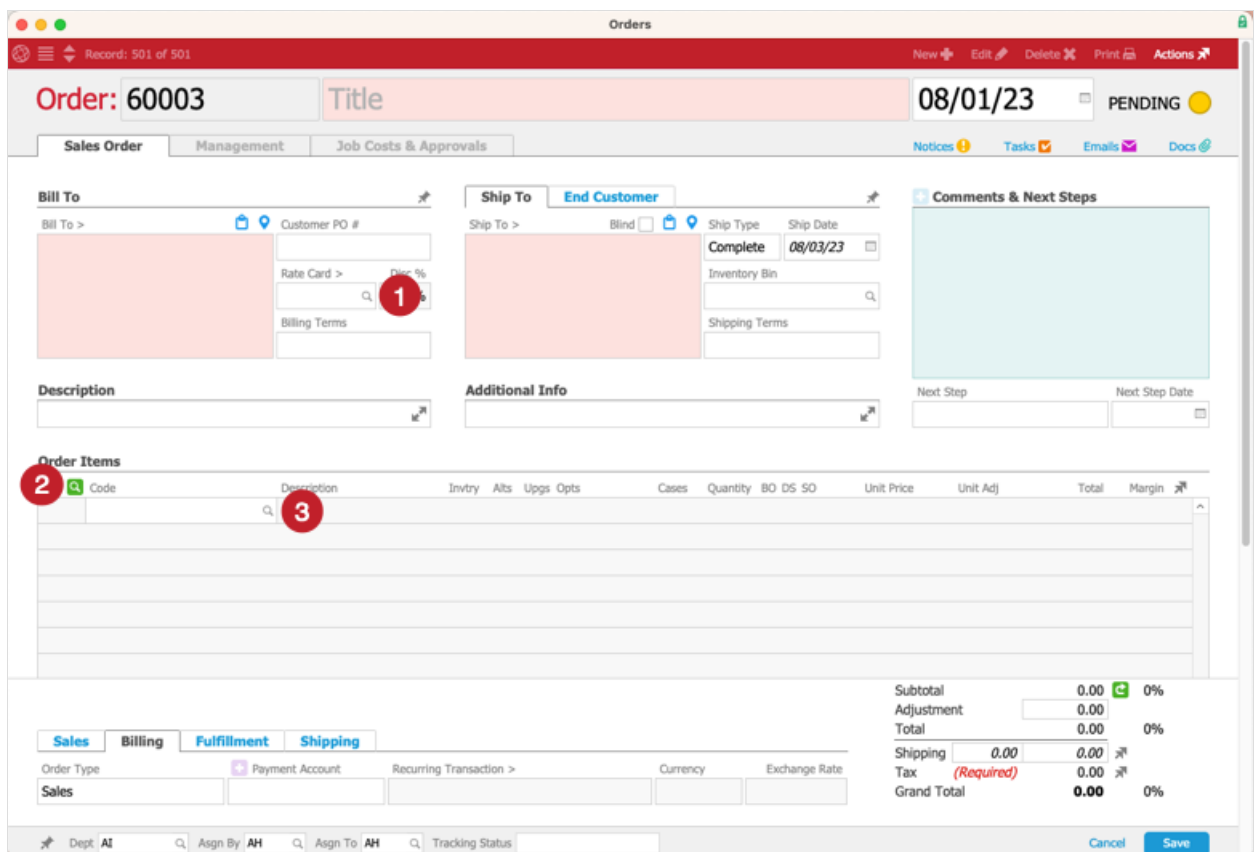 Orders
Record: 501 of 501 New Edit Delete Print Actions
Order: 60003 Title 08/01/23 PENDING
Sales Order Management Job Costs & Approvals Notices Tasks Emails Docs
Bill To Ship To End Customer Comments & Next Steps
Bill To > Customer PO # Ship To > Blind Ship Type Ship Date
Complete 08/03/23
Rate Card > Disc % Inventory Bin
1 %
Billing Terms Shipping Terms
Description Additional Info Next Step Next Step Date
Order Items
2 Code Description Invtry Alts Upgs Opts Cases Quantity BO DS SO Unit Price Unit Adj Total Margin
3
Subtotal 0.00 0%
Adjustment 0.00
Total 0.00 0%
Sales Billing Fulfillment Shipping
Shipping 0.00 0.00
Order Type Payment Account Recurring Transaction > Currency Exchange Rate
Tax (Required) 0.00
Sales
Grand Total 0.00 0%
Dept AI Asgn By AH Asgn To AH Tracking Status Cancel Save